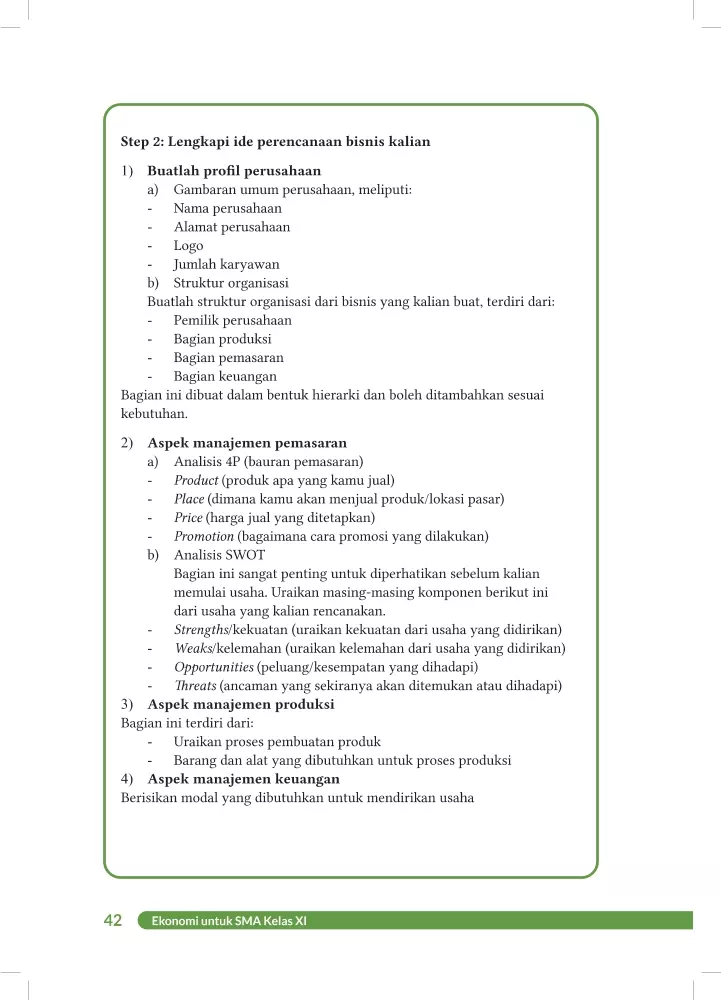 Step 2: Lengkapi ide perencanaan bisnis kalian
1) Buatlah profil perusahaan
a) Gambaran umum perusahaan, meliputi:
- Nama perusahaan
- Alamat perusahaan
- Logo
- Jumlah karyawan
b) Struktur organisasi
Buatlah struktur organisasi dari bisnis yang kalian buat, terdiri dari:
- Pemilik perusahaan
- Bagian produksi
- Bagian pemasaran
- Bagian keuangan
Bagian ini dibuat dalam bentuk hierarki dan boleh ditambahkan sesuai
kebutuhan.
2) Aspek manajemen pemasaran
a) Analisis 4P (bauran pemasaran)
- Product (produk apa yang kamu jual)
- Place (dimana kamu akan menjual produk/lokasi pasar)
- Price (harga jual yang ditetapkan)
- Promotion (bagaimana cara promosi yang dilakukan)
b) Analisis SWOT
Bagian ini sangat penting untuk diperhatikan sebelum kalian
memulai usaha. Uraikan masing-masing komponen berikut ini
dari usaha yang kalian rencanakan.
- Strengths/kekuatan (uraikan kekuatan dari usaha yang didirikan)
- Weaks/kelemahan (uraikan kelemahan dari usaha yang didirikan)
- Opportunities (peluang/kesempatan yang dihadapi)
- Threats (ancaman yang sekiranya akan ditemukan atau dihadapi)
3) Aspek manajemen produksi
Bagian ini terdiri dari:
- Uraikan proses pembuatan produk
- Barang dan alat yang dibutuhkan untuk proses produksi
4) Aspek manajemen keuangan
Berisikan modal yang dibutuhkan untuk mendirikan usaha
42 Ekonomi untuk SMA Kelas XI